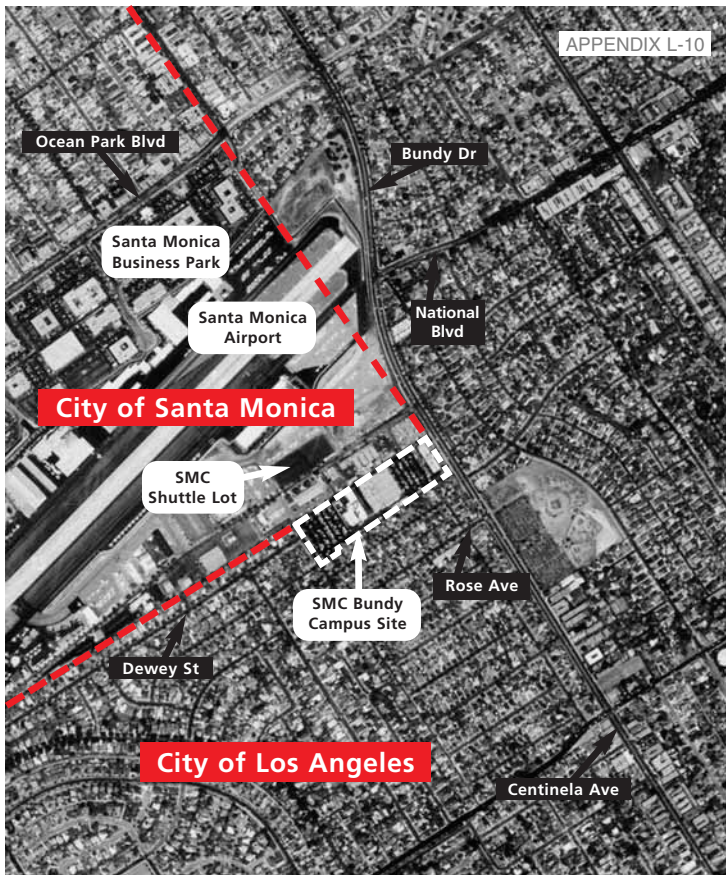 APPENDIX L-10
Ocean Park Blvd
Bundy Dr
Santa Monica
Business Park
National
Blvd
Santa Monica
Airport
City of Santa Monica
SMC
Shuttle Lot
Rose Ave
SMC Bundy
Campus Site
Dewey St
City of Los Angeles
Centinela Ave